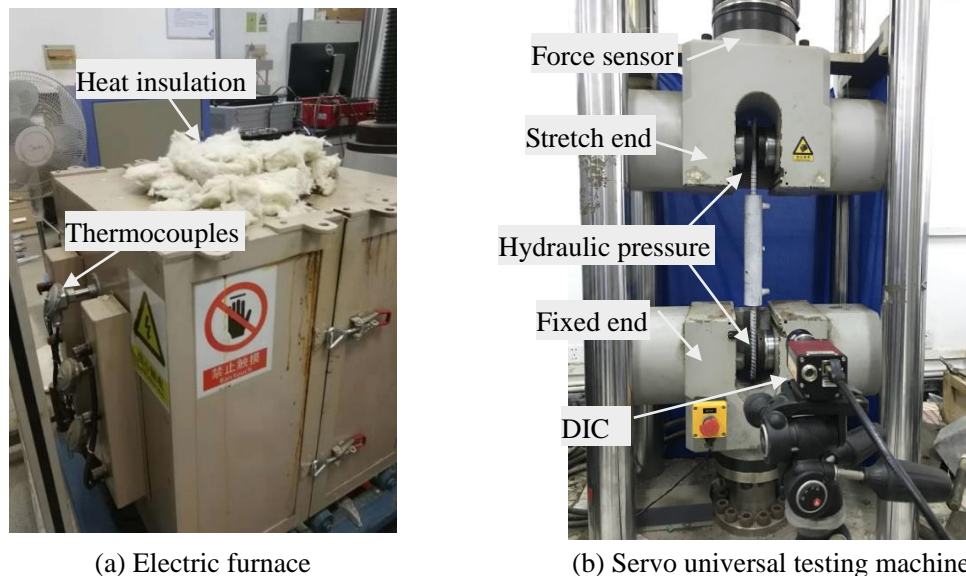 Heat insulation
Thermocouples
禁止触摸
Force sensor
Stretch end
Hydraulic pressure
Fixed end
DIC
(a) Electric furnace
(b) Servo universal testing machine